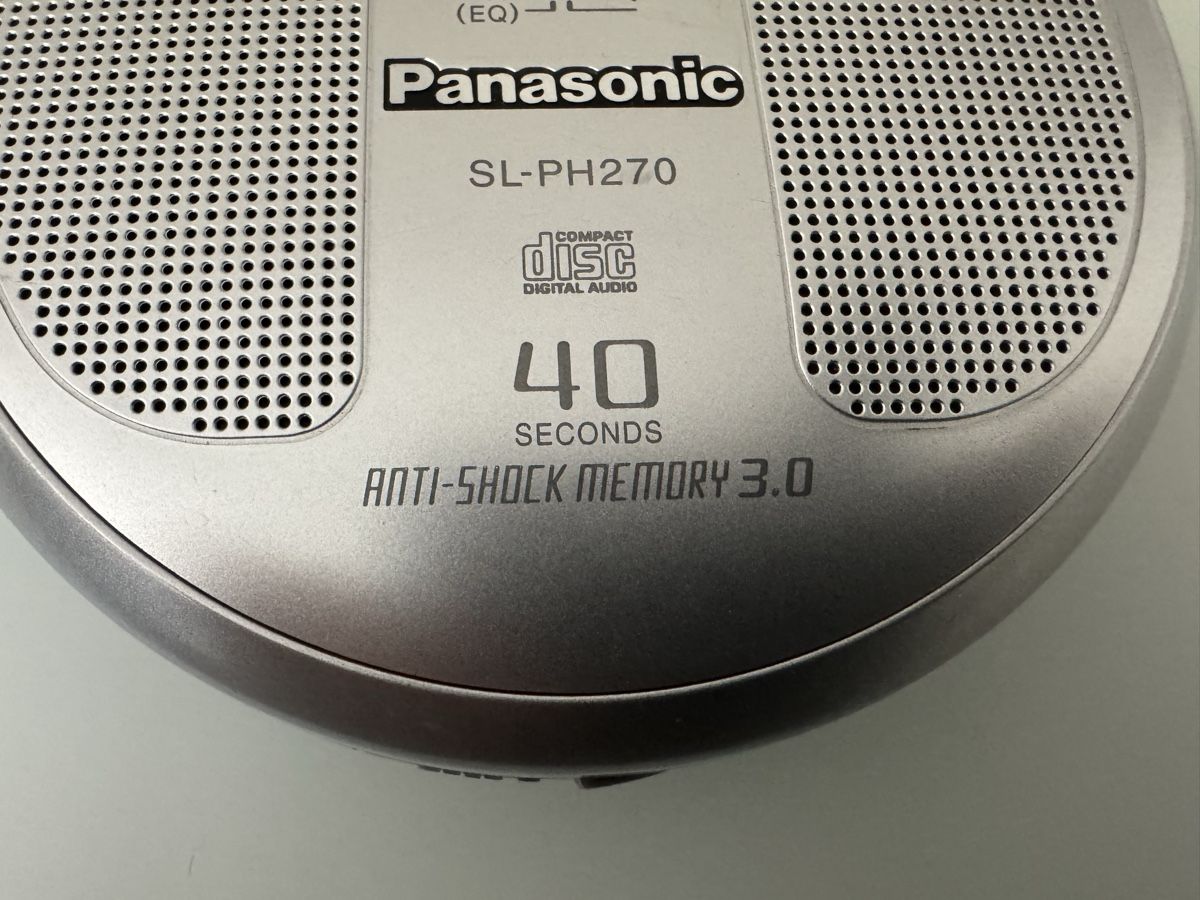 (EQ)
Panasonic
SL-PH270
COMPACT
disc
DIGITAL AUDIO
40
SECONDS
ANTI-SHOCK MEMORY 3.0